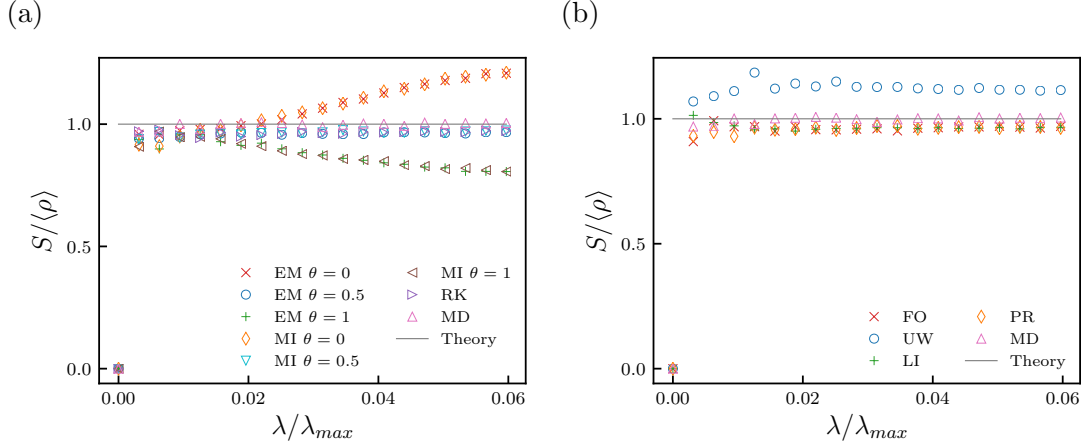 (a)
1.0
0.5
0.0
S/⟨ρ⟩
0.00
0.02
0.04
0.06
λ/λ_max
EM θ = 0
EM θ = 0.5
EM θ = 1
MI θ = 0
MI θ = 0.5
MI θ = 1
RK
MD
Theory
(b)
1.0
0.5
0.0
S/⟨ρ⟩
0.00
0.02
0.04
0.06
λ/λ_max
FO
UW
LI
PR
MD
Theory